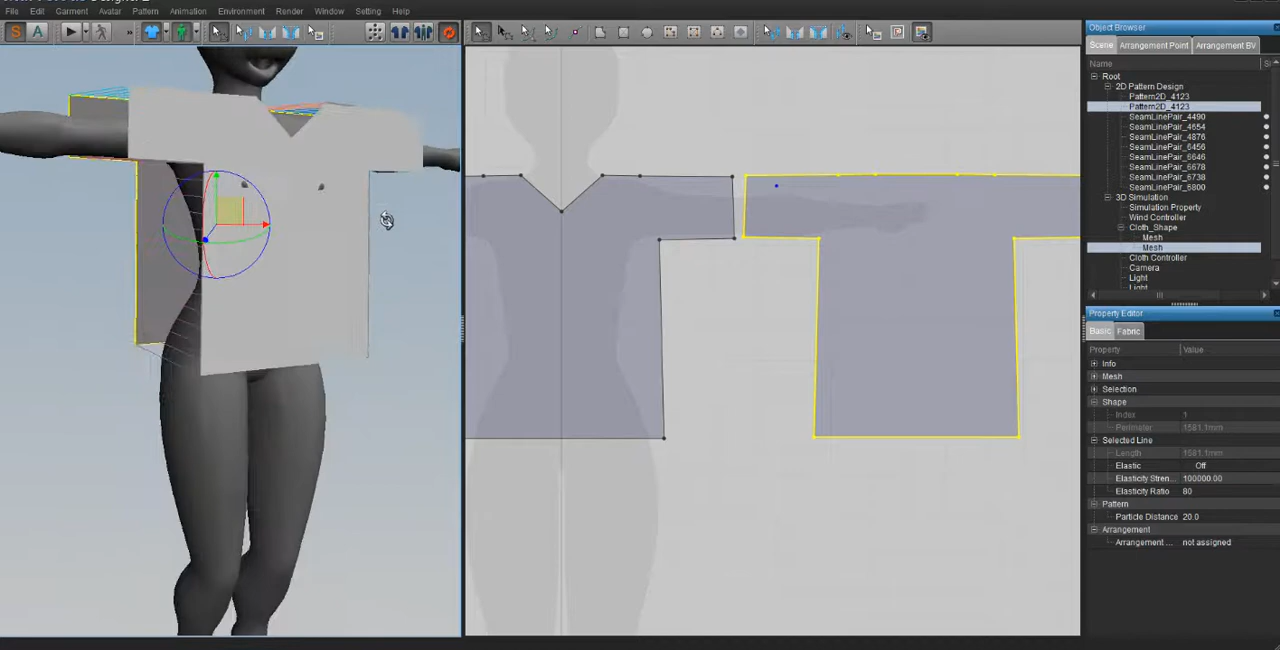 File Edit Garment Avatar Pattern Animation Environment Render Window Setting Help
S A
Object Browser
Scene Arrangement Point Arrangement BV
Name
Root
2D Pattern Design
Pattern2D_4123
Pattern2D_4123
SeamLinePair_4490
SeamLinePair_4654
SeamLinePair_4876
SeamLinePair_6456
SeamLinePair_6646
SeamLinePair_6678
SeamLinePair_6738
SeamLinePair_6800
3D Simulation
Simulation Property
Wind Controller
Cloth_Shape
Mesh
Mesh
Cloth Controller
Camera
Light
Light
Property Editor
Basic Fabric
Property Value
Info
Mesh
Selection
Shape
Index 1
Perimeter 1581.1mm
Selected Line
Length 1581.1mm
Elastic Off
Elasticity Stren... 100000.00
Elasticity Ratio 80
Pattern
Particle Distance 20.0
Arrangement
Arrangement ... not assigned